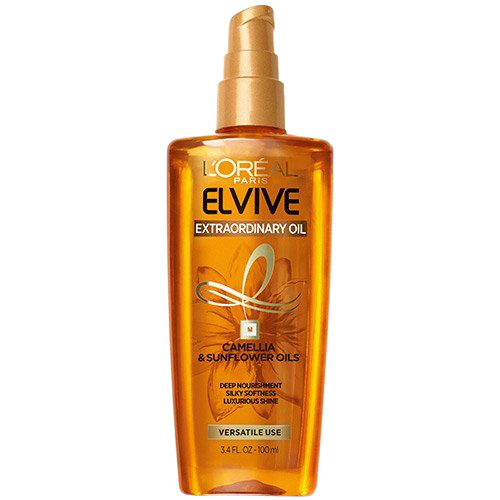 L'ORÉAL
PARIS
ELVIVE
EXTRAORDINARY OIL
CAMELLIA
& SUNFLOWER OILS
DEEP NOURISHMENT
SILKY SOFTNESS
LUXURIOUS SHINE
VERSATILE USE
3.4 FL. OZ - 100 ml